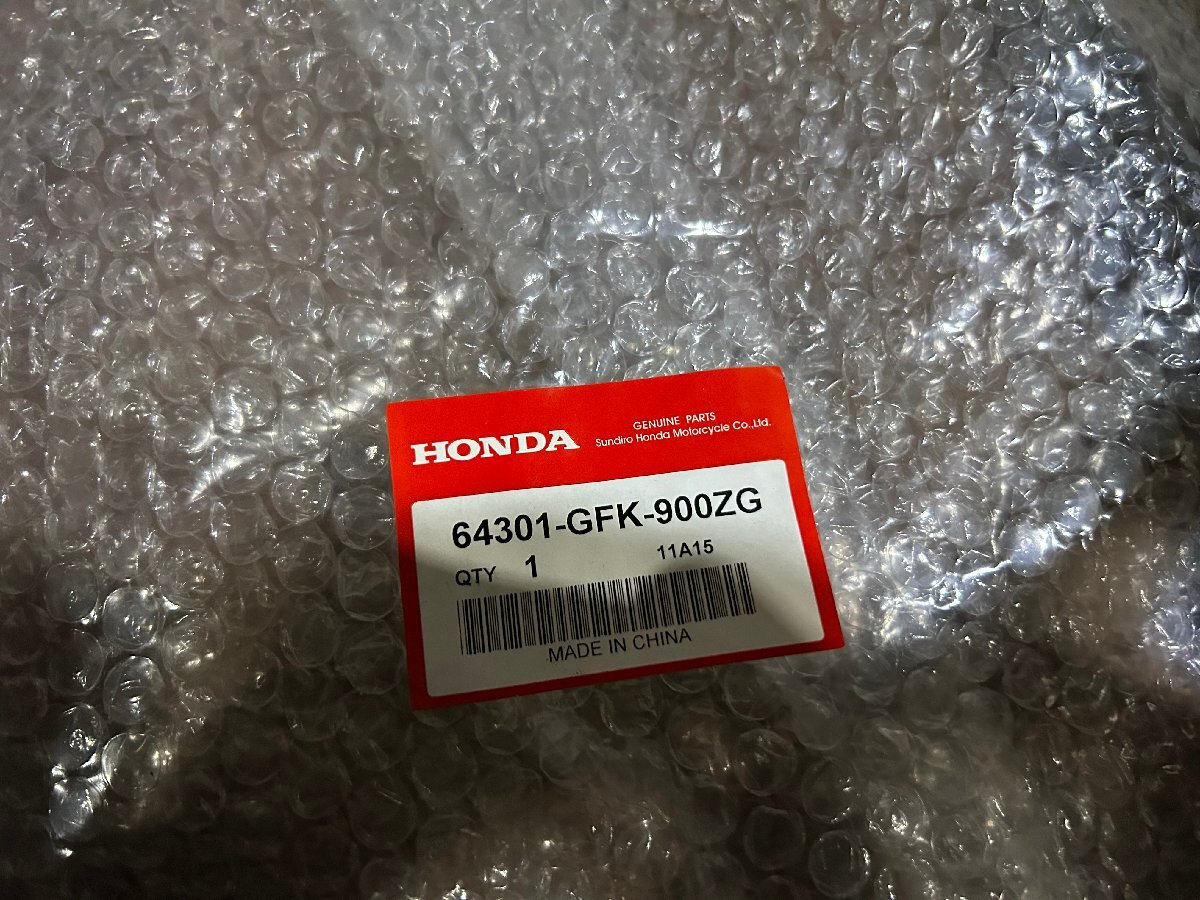 HONDA
GENUINE PARTS
Sundiro Honda Motorcycle Co.,Ltd.
64301-GFK-900ZG
QTY 1 11A15
MADE IN CHINA